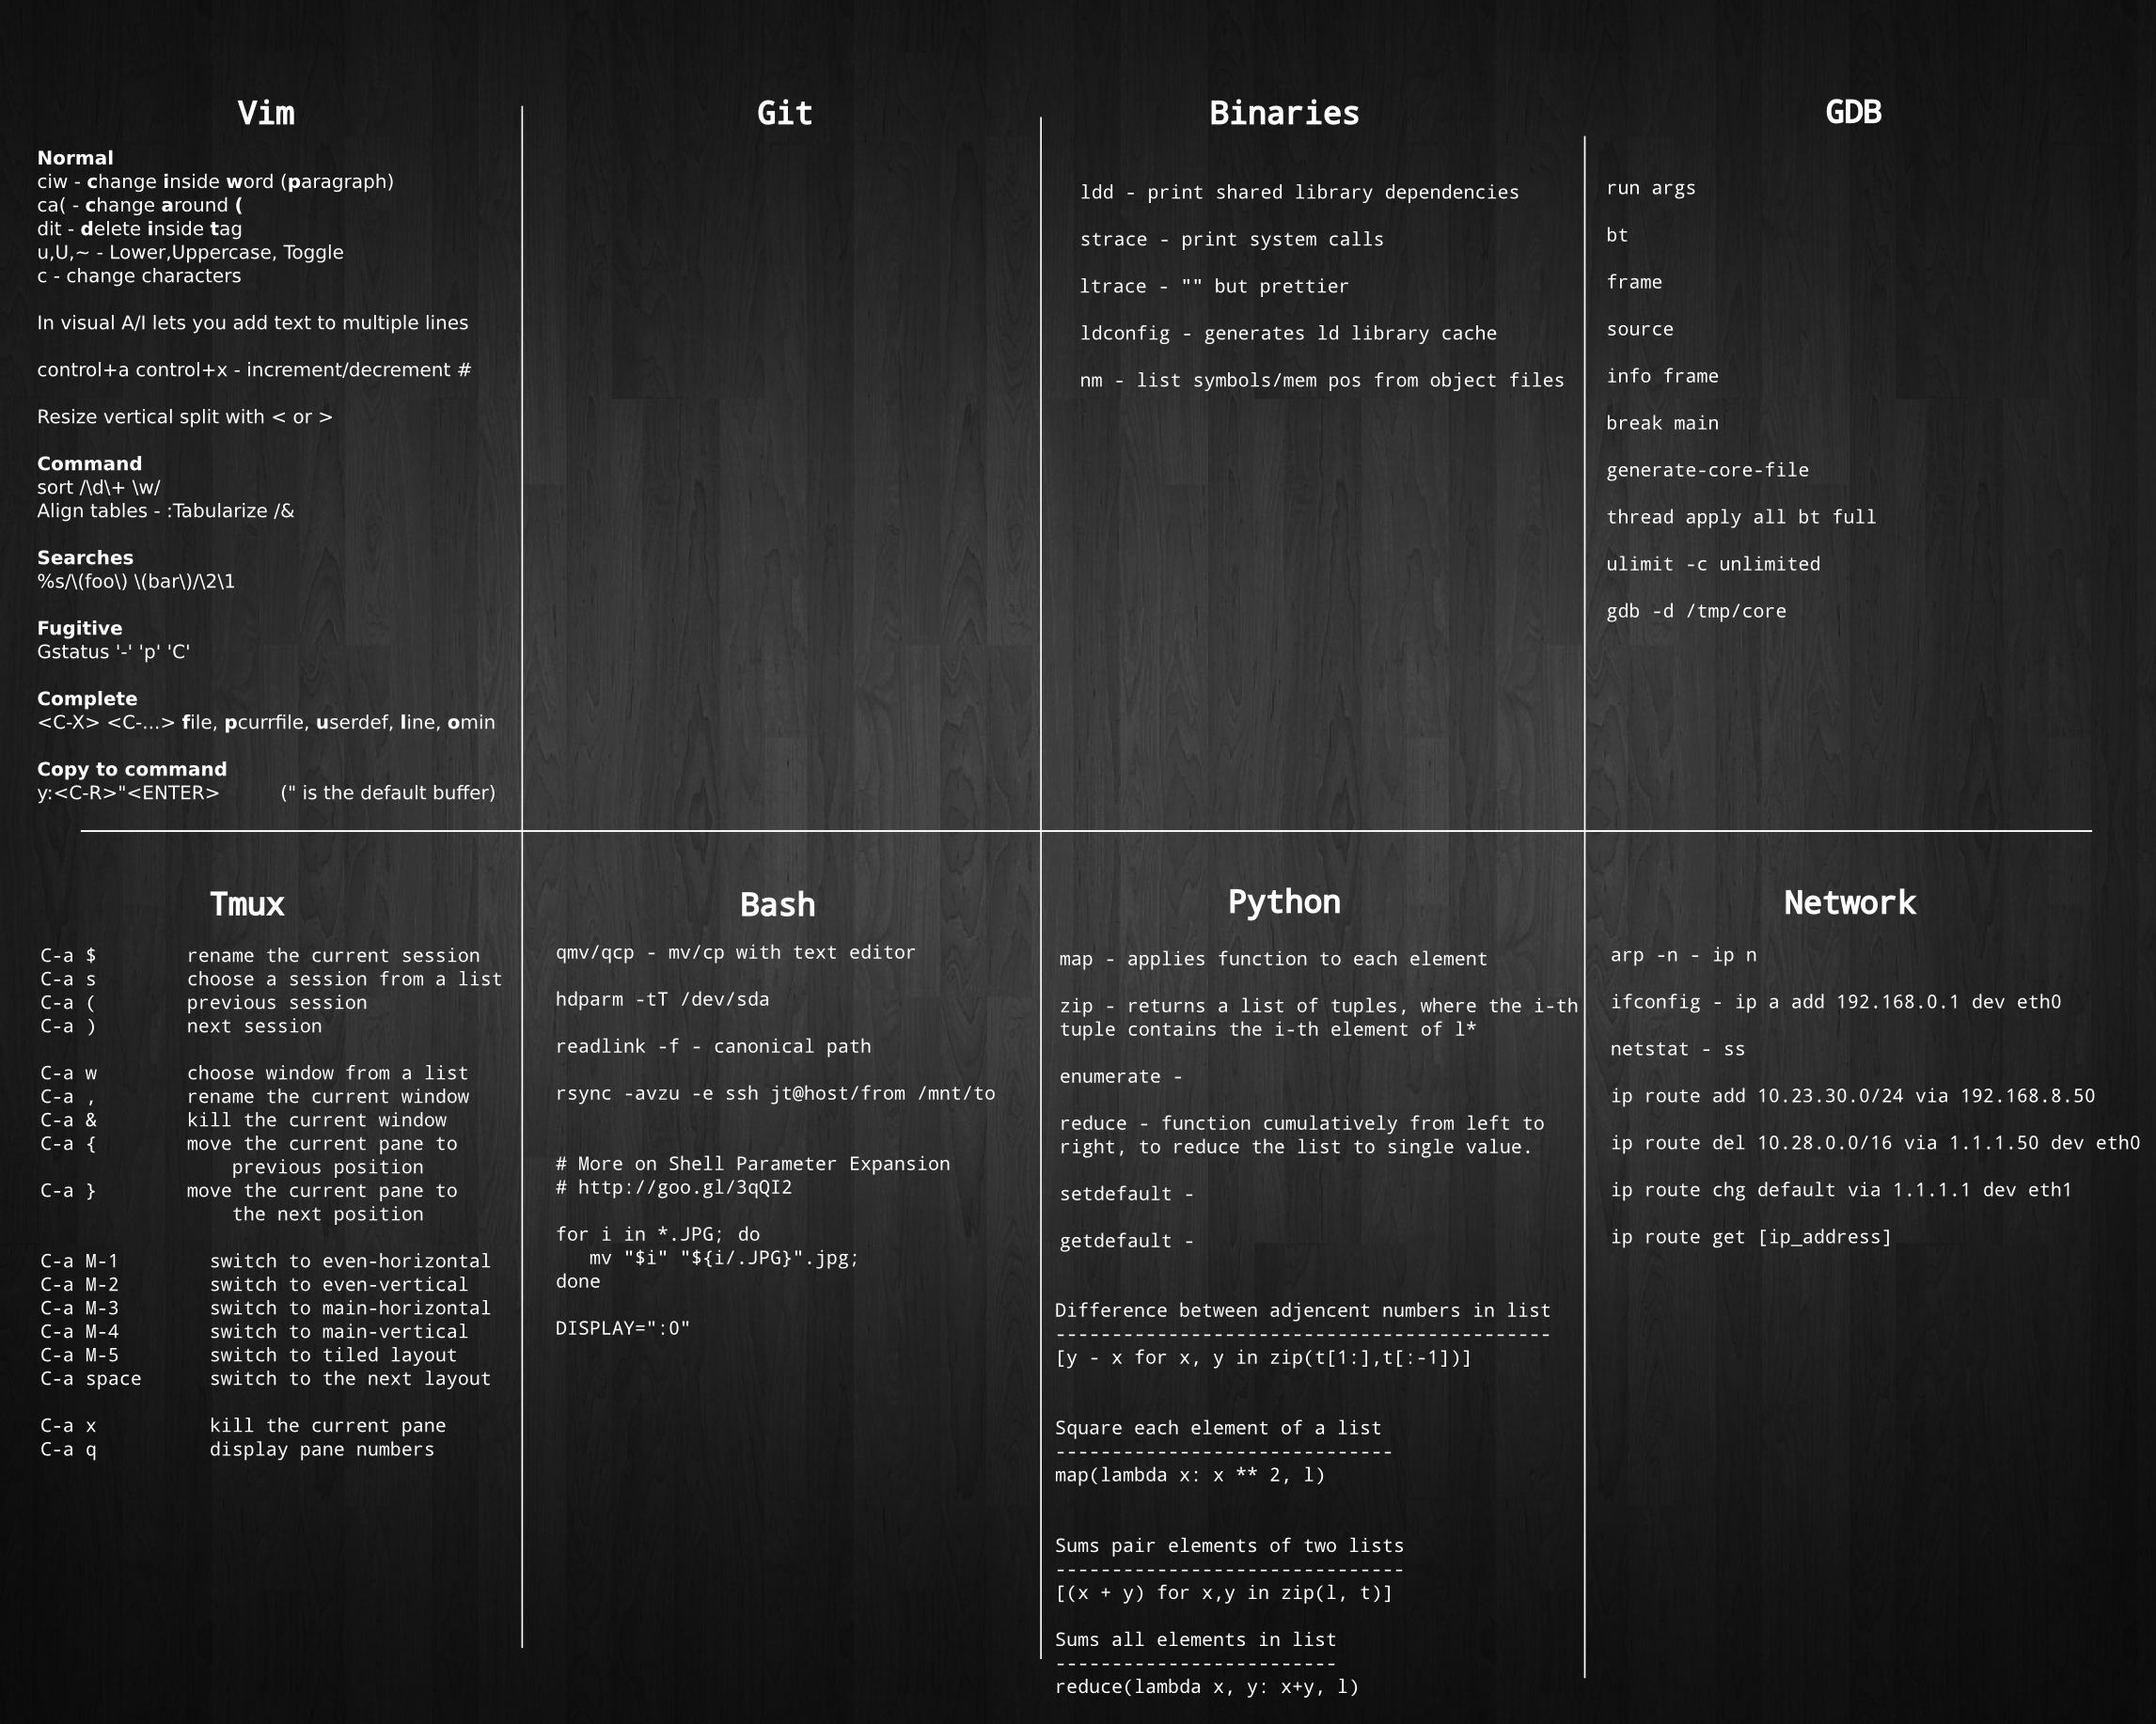 Vim
Normal
ciw - change inside word (paragraph)
ca( - change around (
dit - delete inside tag
u,U,~ - Lower,Uppercase, Toggle
c - change characters
In visual A/I lets you add text to multiple lines
control+a control+x - increment/decrement #
Resize vertical split with < or >
Command
sort /\d\+ \w/
Align tables - :Tabularize /&
Searches
%s/\(foo\) \(bar\)/\2\1
Fugitive
Gstatus '-' 'p' 'C'
Complete
<C-X> <C-...> file, pcurrfile, userdef, line, omin
Copy to command
y:<C-R>"<ENTER> (" is the default buffer)
Git
Binaries
ldd - print shared library dependencies
strace - print system calls
ltrace - "" but prettier
ldconfig - generates ld library cache
nm - list symbols/mem pos from object files
GDB
run args
bt
frame
source
info frame
break main
generate-core-file
thread apply all bt full
ulimit -c unlimited
gdb -d /tmp/core
Tmux
C-a $ rename the current session
C-a s choose a session from a list
C-a ( previous session
C-a ) next session
C-a w choose window from a list
C-a , rename the current window
C-a & kill the current window
C-a { move the current pane to
previous position
C-a } move the current pane to
the next position
C-a M-1 switch to even-horizontal
C-a M-2 switch to even-vertical
C-a M-3 switch to main-horizontal
C-a M-4 switch to main-vertical
C-a M-5 switch to tiled layout
C-a space switch to the next layout
C-a x kill the current pane
C-a q display pane numbers
Bash
qmv/qcp - mv/cp with text editor
hdparm -tT /dev/sda
readlink -f - canonical path
rsync -avzu -e ssh jt@host/from /mnt/to
# More on Shell Parameter Expansion
# http://goo.gl/3qQI2
for i in *.JPG; do
mv "$i" "${i/.JPG}".jpg;
done
DISPLAY=":0"
Python
map - applies function to each element
zip - returns a list of tuples, where the i-th
tuple contains the i-th element of l*
enumerate -
reduce - function cumulatively from left to
right, to reduce the list to single value.
setdefault -
getdefault -
Difference between adjencent numbers in list
--------------------------------------------
[y - x for x, y in zip(t[1:],t[:-1])]
Square each element of a list
------------------------------
map(lambda x: x ** 2, l)
Sums pair elements of two lists
-------------------------------
[(x + y) for x,y in zip(l, t)]
Sums all elements in list
-------------------------
reduce(lambda x, y: x+y, l)
Network
arp -n - ip n
ifconfig - ip a add 192.168.0.1 dev eth0
netstat - ss
ip route add 10.23.30.0/24 via 192.168.8.50
ip route del 10.28.0.0/16 via 1.1.1.50 dev eth0
ip route chg default via 1.1.1.1 dev eth1
ip route get [ip_address]